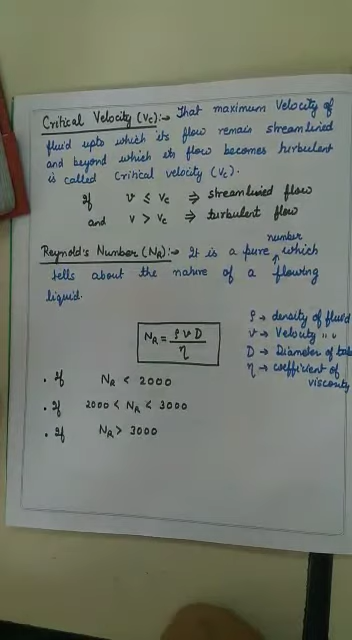 Critical Velocity (Vc):→ That maximum Velocity of
fluid upto which its flow remain streamlined
and beyond which its flow becomes turbulent
is called Critical velocity (Vc).
If v ≤ vc ⇒ streamlined flow
and v > vc ⇒ turbulent flow
Reynold's Number (NR):→ It is a pure number which
tells about the nature of a flowing
liquid.
NR = ρ v D / η
ρ → density of fluid
v → Velocity " "
D → Diameter of tube
η → coefficient of
viscosity
• If NR < 2000
• If 2000 < NR < 3000
• If NR > 3000